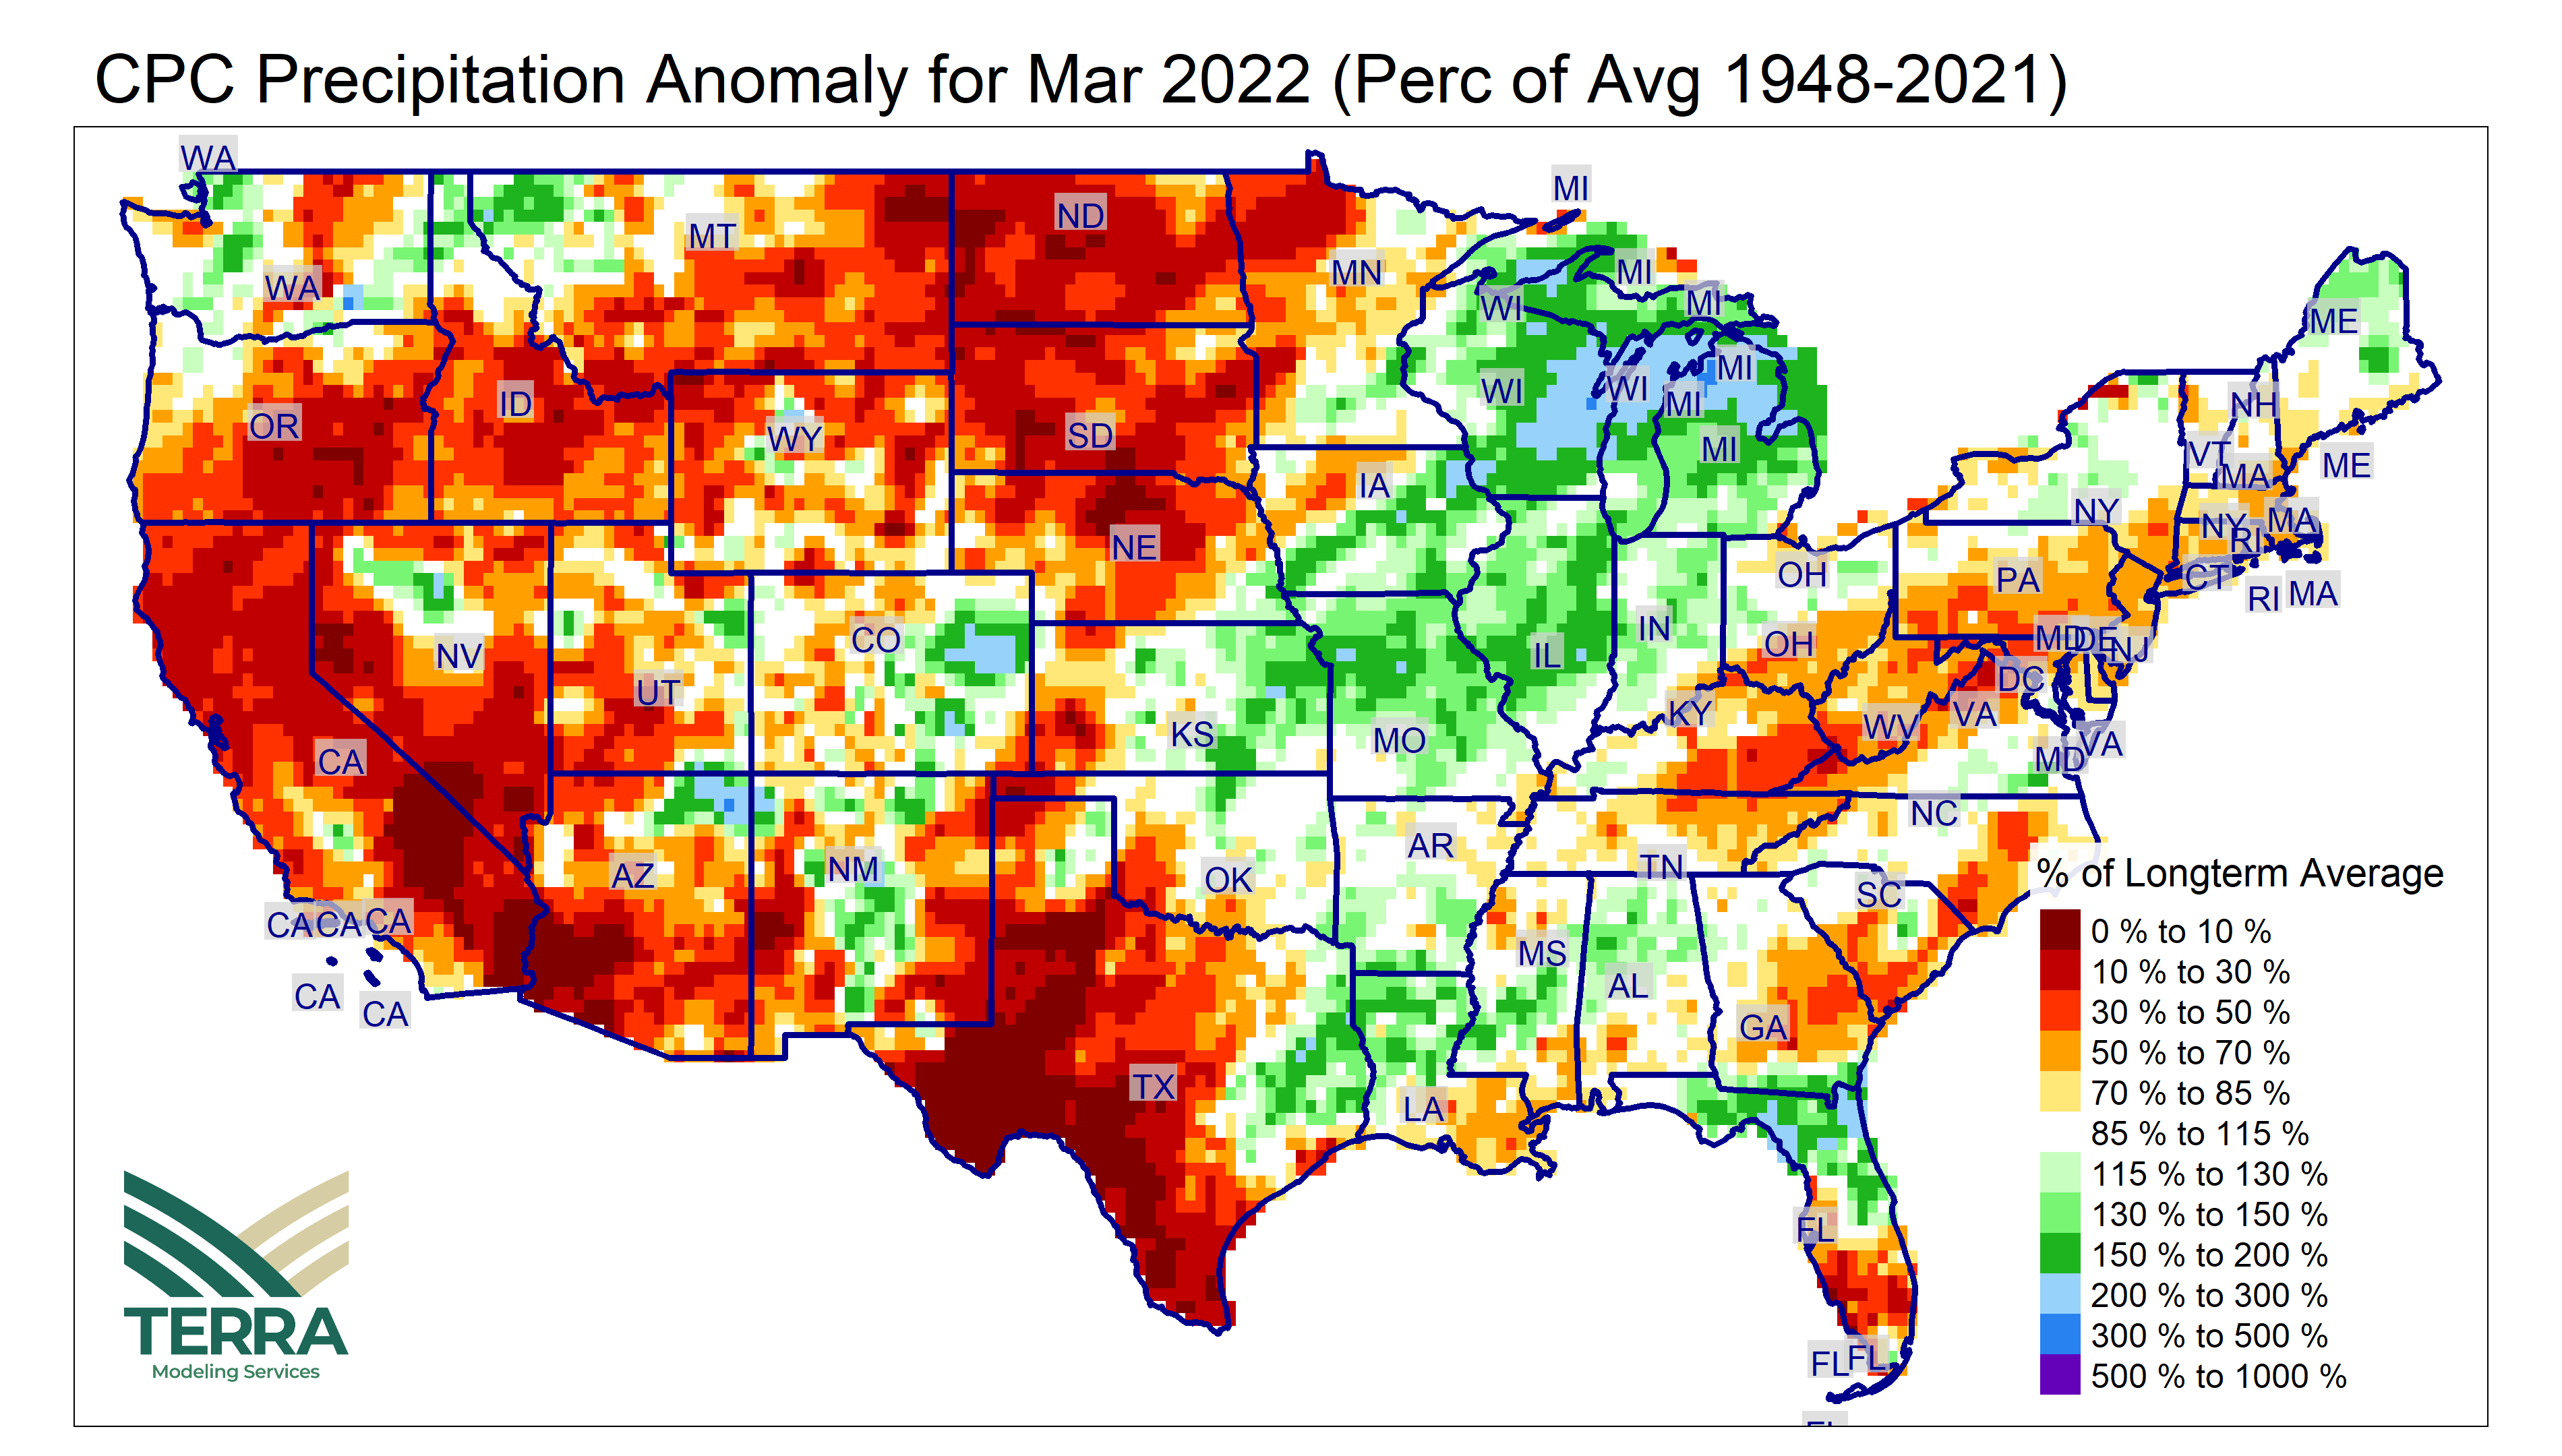 CPC Precipitation Anomaly for Mar 2022 (Perc of Avg 1948-2021)
WA
MI
ND
MT
MN
MI
WA
WI
MI
ME
MI
WI
WI
MI
ID
NH
OR
WY
SD
MI
VT
ME
IA
MA
NY
NY
MA
NE
RI
OH
PA
CT
RI
MA
CO
IN
OH
MD
DE
NJ
NV
IL
UT
DC
KY
VA
WV
KS
MO
VA
CA
MD
NC
AR
TN
AZ
NM
OK
SC
% of Longterm Average
CA
CA
CA
0 % to 10 %
MS
10 % to 30 %
AL
CA
CA
GA
30 % to 50 %
50 % to 70 %
TX
LA
70 % to 85 %
85 % to 115 %
115 % to 130 %
FL
130 % to 150 %
150 % to 200 %
200 % to 300 %
TERRA
300 % to 500 %
Modeling Services
FL
FL
500 % to 1000 %